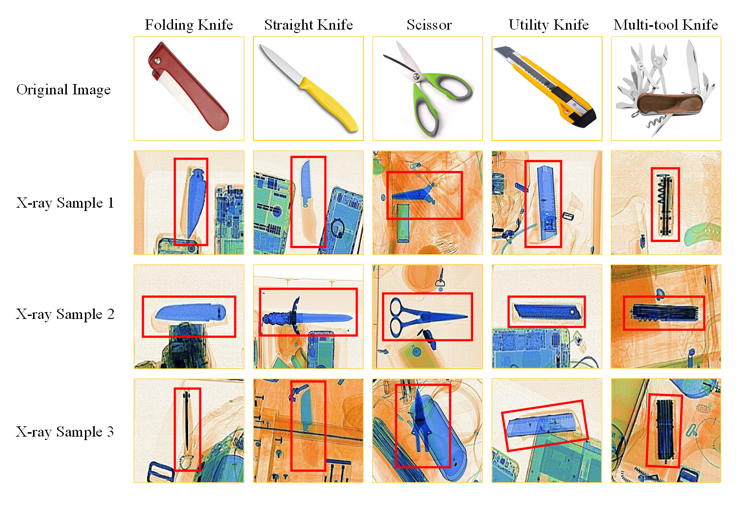 Folding Knife Straight Knife Scissor Utility Knife Multi-tool Knife
Original Image
X-ray Sample 1
X-ray Sample 2
X-ray Sample 3